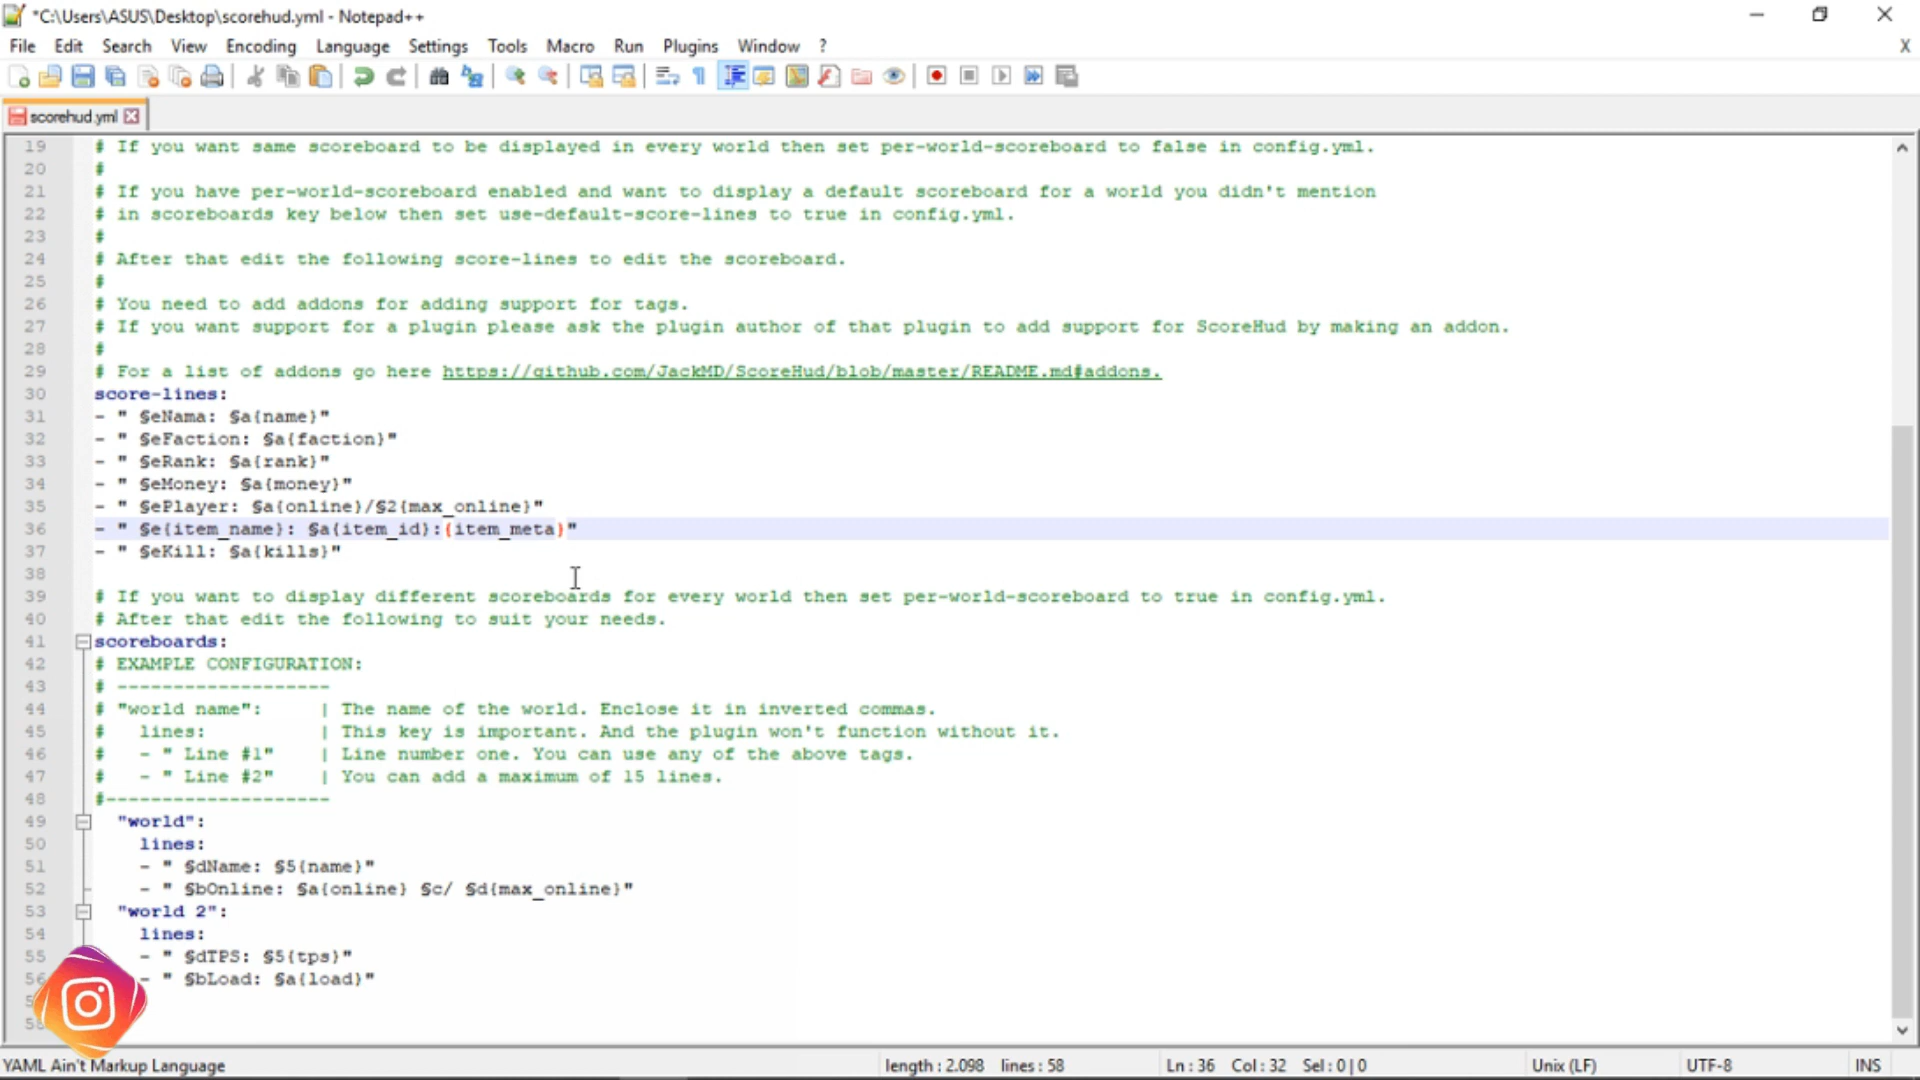 *C:\Users\ASUS\Desktop\scorehud.yml - Notepad++
File Edit Search View Encoding Language Settings Tools Macro Run Plugins Window ? X
scorehud.yml
19 # If you want same scoreboard to be displayed in every world then set per-world-scoreboard to false in config.yml.
20 #
21 # If you have per-world-scoreboard enabled and want to display a default scoreboard for a world you didn't mention
22 # in scoreboards key below then set use-default-score-lines to true in config.yml.
23 #
24 # After that edit the following score-lines to edit the scoreboard.
25 #
26 # You need to add addons for adding support for tags.
27 # If you want support for a plugin please ask the plugin author of that plugin to add support for ScoreHud by making an addon.
28 #
29 # For a list of addons go here https://github.com/JackMD/ScoreHud/blob/master/README.md#addons.
30 score-lines:
31 - " §eNama: §a{name}"
32 - " §eFaction: §a{faction}"
33 - " §eRank: §a{rank}"
34 - " §eMoney: §a{money}"
35 - " §ePlayer: §a{online}/§2{max_online}"
36 - " §e{item_name}: §a{item_id}:{item_meta}"
37 - " §eKill: §a{kills}"
38
39 # If you want to display different scoreboards for every world then set per-world-scoreboard to true in config.yml.
40 # After that edit the following to suit your needs.
41 scoreboards:
42 # EXAMPLE CONFIGURATION:
43 # -------------------
44 # "world name": | The name of the world. Enclose it in inverted commas.
45 # lines: | This key is important. And the plugin won't function without it.
46 # - " Line #1" | Line number one. You can use any of the above tags.
47 # - " Line #2" | You can add a maximum of 15 lines.
48 #--------------------
49 "world":
50 lines:
51 - " §dName: §5{name}"
52 - " §bOnline: §a{online} §c/ §d{max_online}"
53 "world 2":
54 lines:
55 - " §dTPS: §5{tps}"
56 - " §bLoad: §a{load}"
YAML Ain't Markup Language length : 2.098 lines : 58 Ln : 36 Col : 32 Sel : 0 | 0 Unix (LF) UTF-8 INS